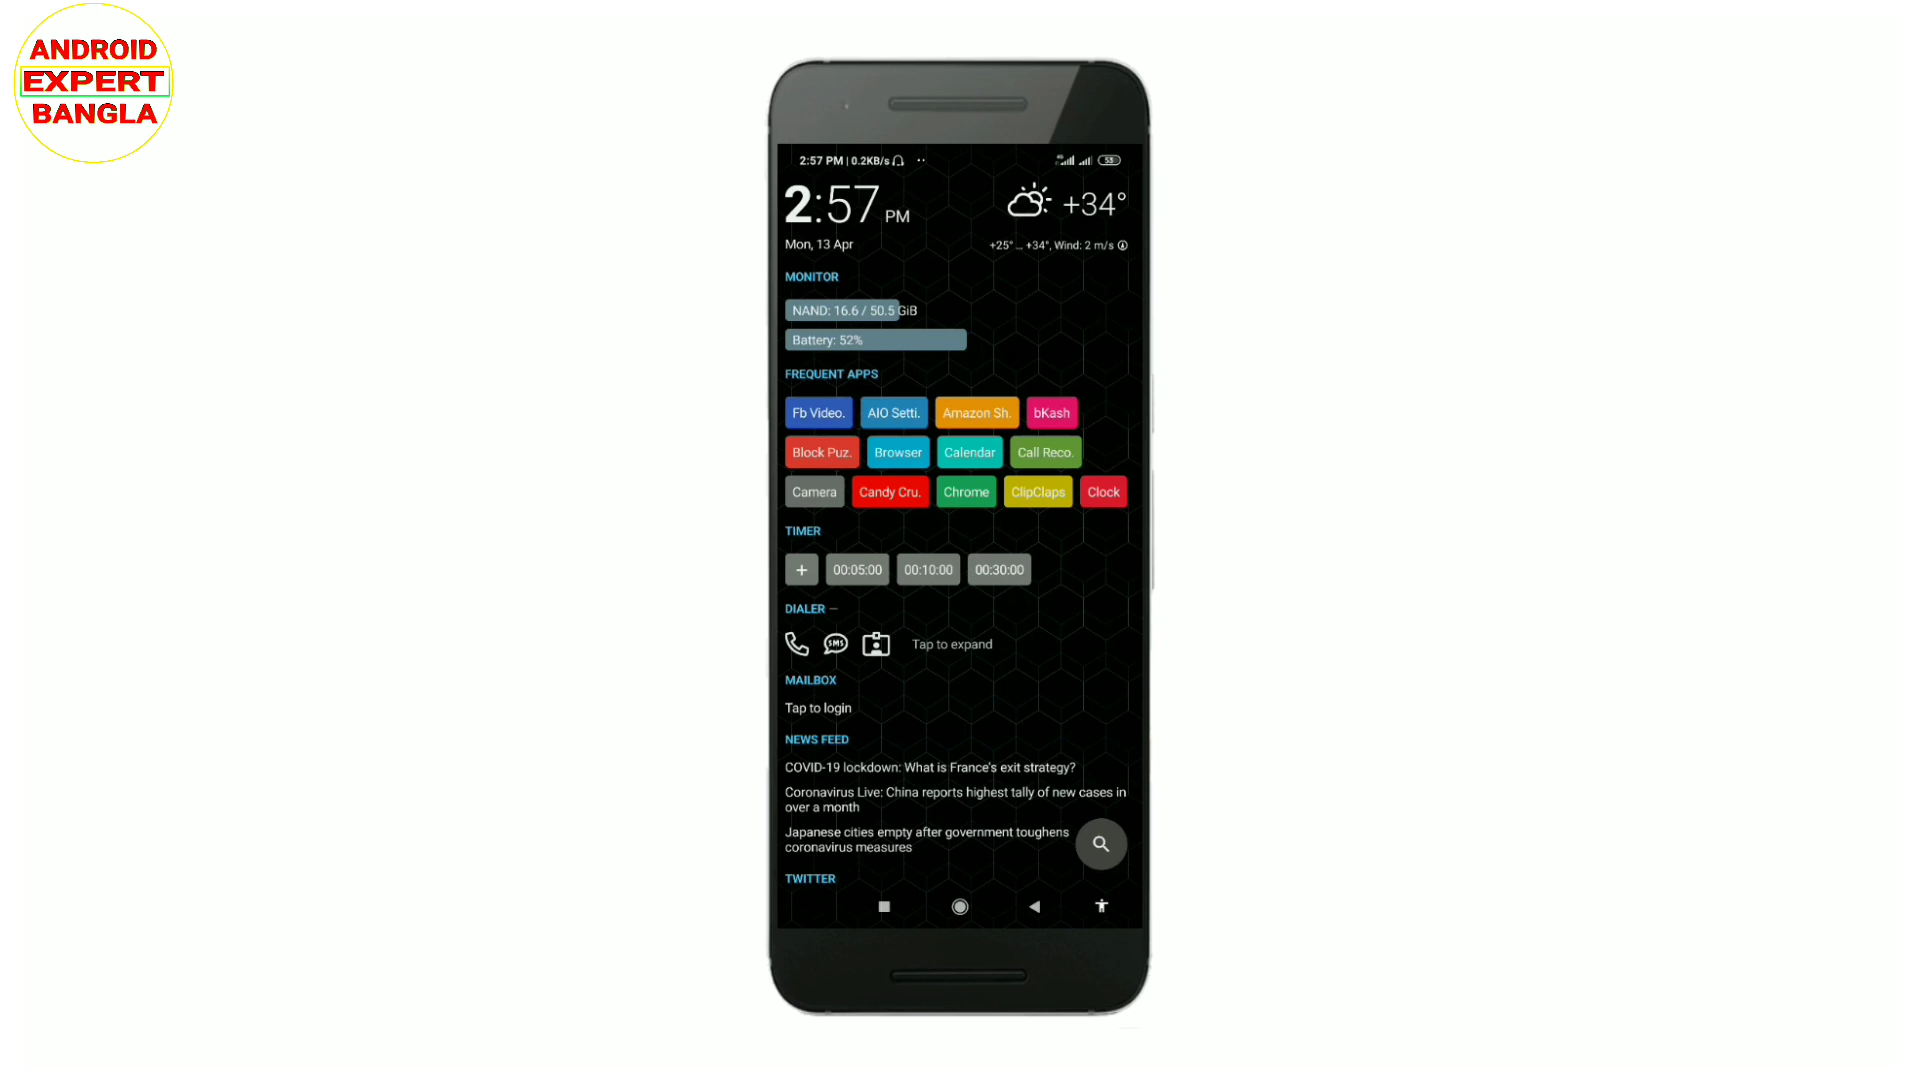 ANDROID
EXPERT
BANGLA
2:57 PM | 0.2KB/s
53
2:57 PM
+34°
Mon, 13 Apr
+25° ... +34°, Wind: 2 m/s
MONITOR
NAND: 16.6 / 50.5 GiB
Battery: 52%
FREQUENT APPS
Fb Video. AIO Setti. Amazon Sh. bKash
Block Puz. Browser Calendar Call Reco.
Camera Candy Cru. Chrome ClipClaps Clock
TIMER
+ 00:05:00 00:10:00 00:30:00
DIALER –
SMS Tap to expand
MAILBOX
Tap to login
NEWS FEED
COVID-19 lockdown: What is France's exit strategy?
Coronavirus Live: China reports highest tally of new cases in
over a month
Japanese cities empty after government toughens
coronavirus measures
TWITTER